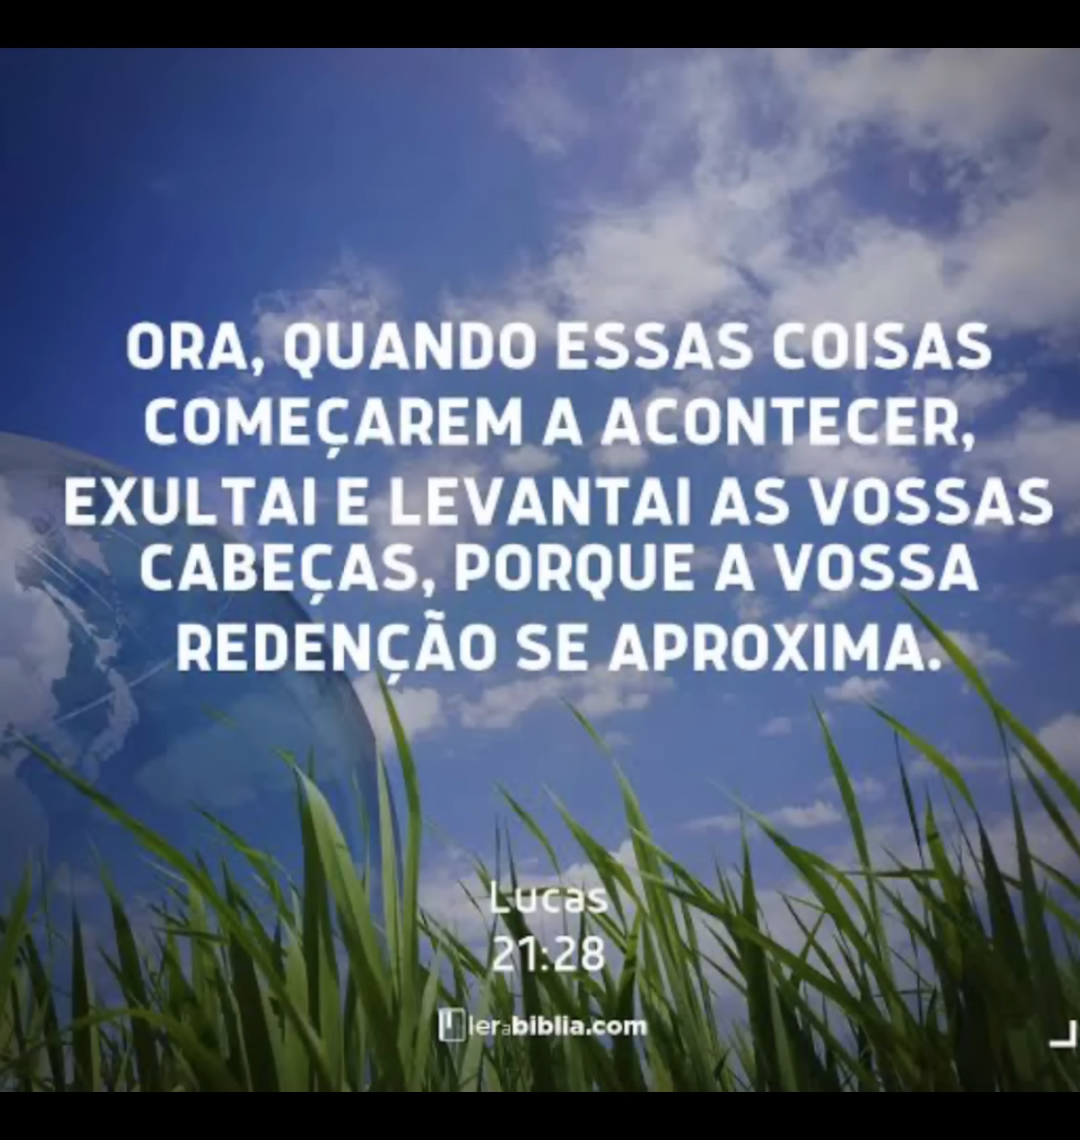 ORA, QUANDO ESSAS COISAS
COMEÇAREM A ACONTECER,
EXULTAI E LEVANTAI AS VOSSAS
CABEÇAS, PORQUE A VOSSA
REDENÇÃO SE APROXIMA.
Lucas
21:28
lerabiblia.com